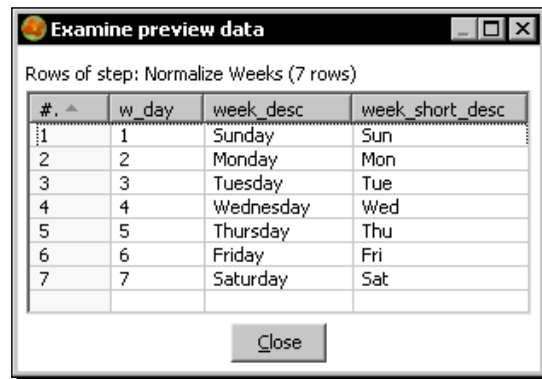 Examine preview data
Rows of step: Normalize Weeks (7 rows)
#. w_day week_desc week_short_desc
1 1 Sunday Sun
2 2 Monday Mon
3 3 Tuesday Tue
4 4 Wednesday Wed
5 5 Thursday Thu
6 6 Friday Fri
7 7 Saturday Sat
Close